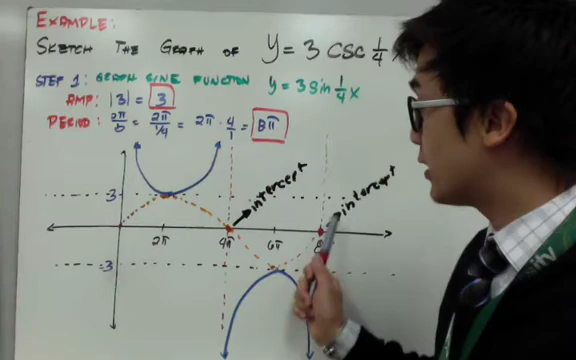 EXAMPLE:
SKETCH THE GRAPH OF y = 3 csc 1/4 x
STEP 1: GRAPH SINE FUNCTION y = 3 sin 1/4 x
AMP: |3| = 3
PERIOD: 2π/b = 2π/1/4 = 2π · 4/1 = 8π
3
intercept
intercept
2π 4π 6π 8
-3